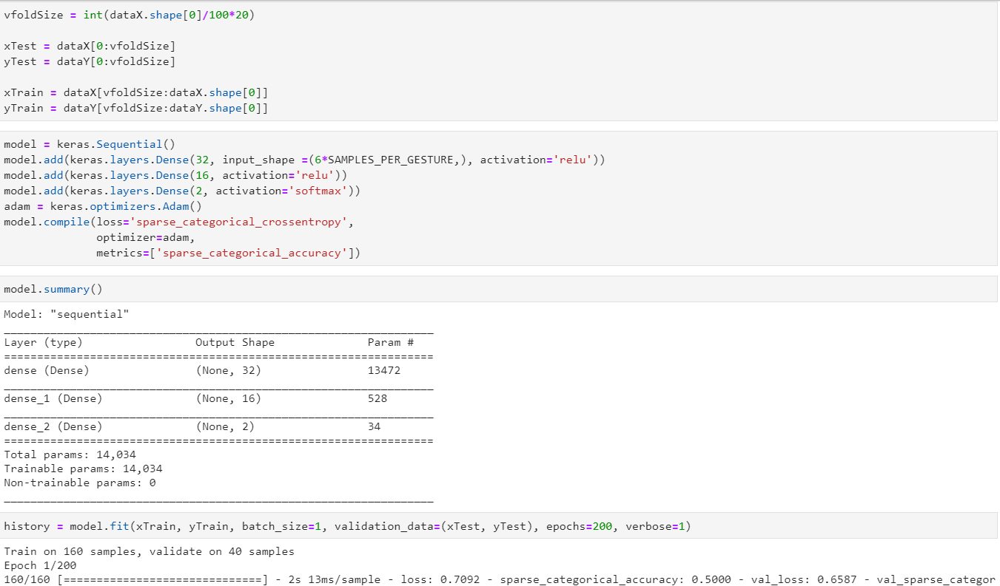 vfoldSize = int(dataX.shape[0]/100*20)
xTest = dataX[0:vfoldSize]
yTest = dataY[0:vfoldSize]
xTrain = dataX[vfoldSize:dataX.shape[0]]
yTrain = dataY[vfoldSize:dataY.shape[0]]
model = keras.Sequential()
model.add(keras.layers.Dense(32, input_shape =(6*SAMPLES_PER_GESTURE,), activation='relu'))
model.add(keras.layers.Dense(16, activation='relu'))
model.add(keras.layers.Dense(2, activation='softmax'))
adam = keras.optimizers.Adam()
model.compile(loss='sparse_categorical_crossentropy',
              optimizer=adam,
              metrics=['sparse_categorical_accuracy'])
model.summary()
Model: "sequential"
_________________________________________________________________
Layer (type)                 Output Shape              Param #
=================================================================
dense (Dense)                (None, 32)                13472
_________________________________________________________________
dense_1 (Dense)              (None, 16)                528
_________________________________________________________________
dense_2 (Dense)              (None, 2)                 34
=================================================================
Total params: 14,034
Trainable params: 14,034
Non-trainable params: 0
_________________________________________________________________
history = model.fit(xTrain, yTrain, batch_size=1, validation_data=(xTest, yTest), epochs=200, verbose=1)
Train on 160 samples, validate on 40 samples
Epoch 1/200
160/160 [==============================] - 2s 13ms/sample - loss: 0.7092 - sparse_categorical_accuracy: 0.5000 - val_loss: 0.6587 - val_sparse_categor